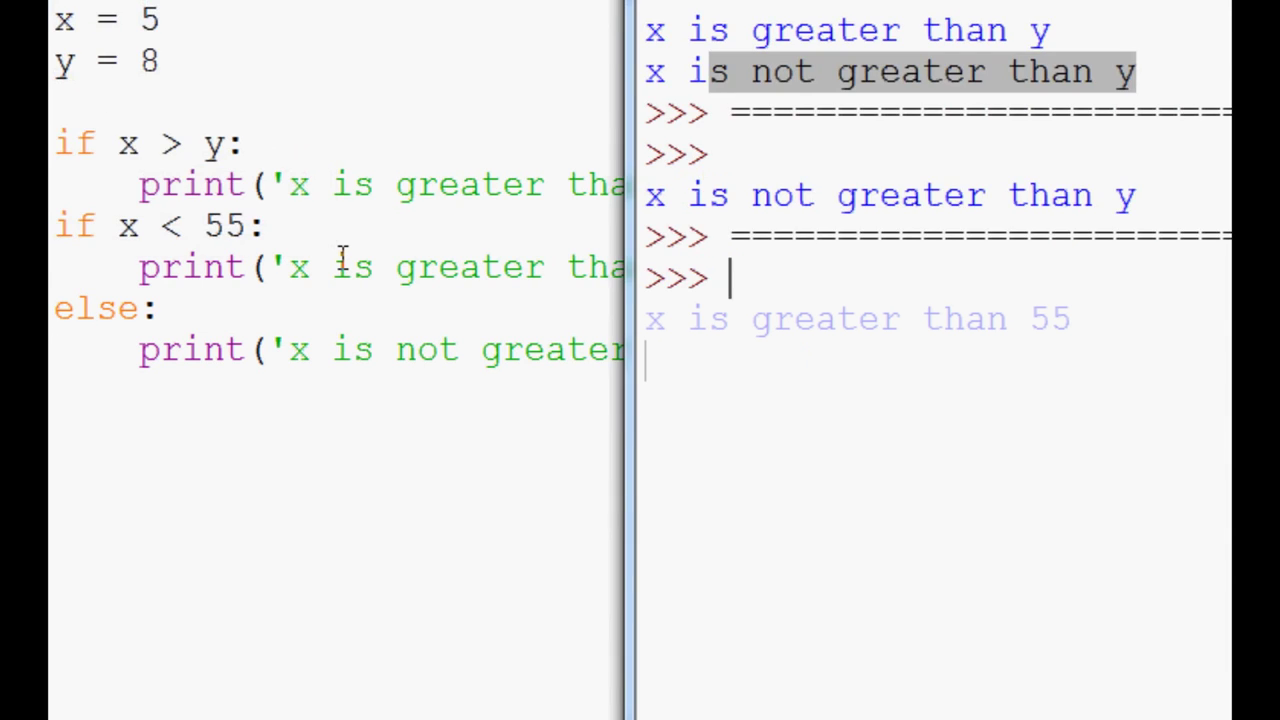 x = 5
y = 8
if x > y:
print('x is greater tha
if x < 55:
print('x is greater tha
else:
print('x is not greater
x is greater than y
x is not greater than y
>>> =========================
>>>
x is not greater than y
>>> =========================
>>>
x is greater than 55